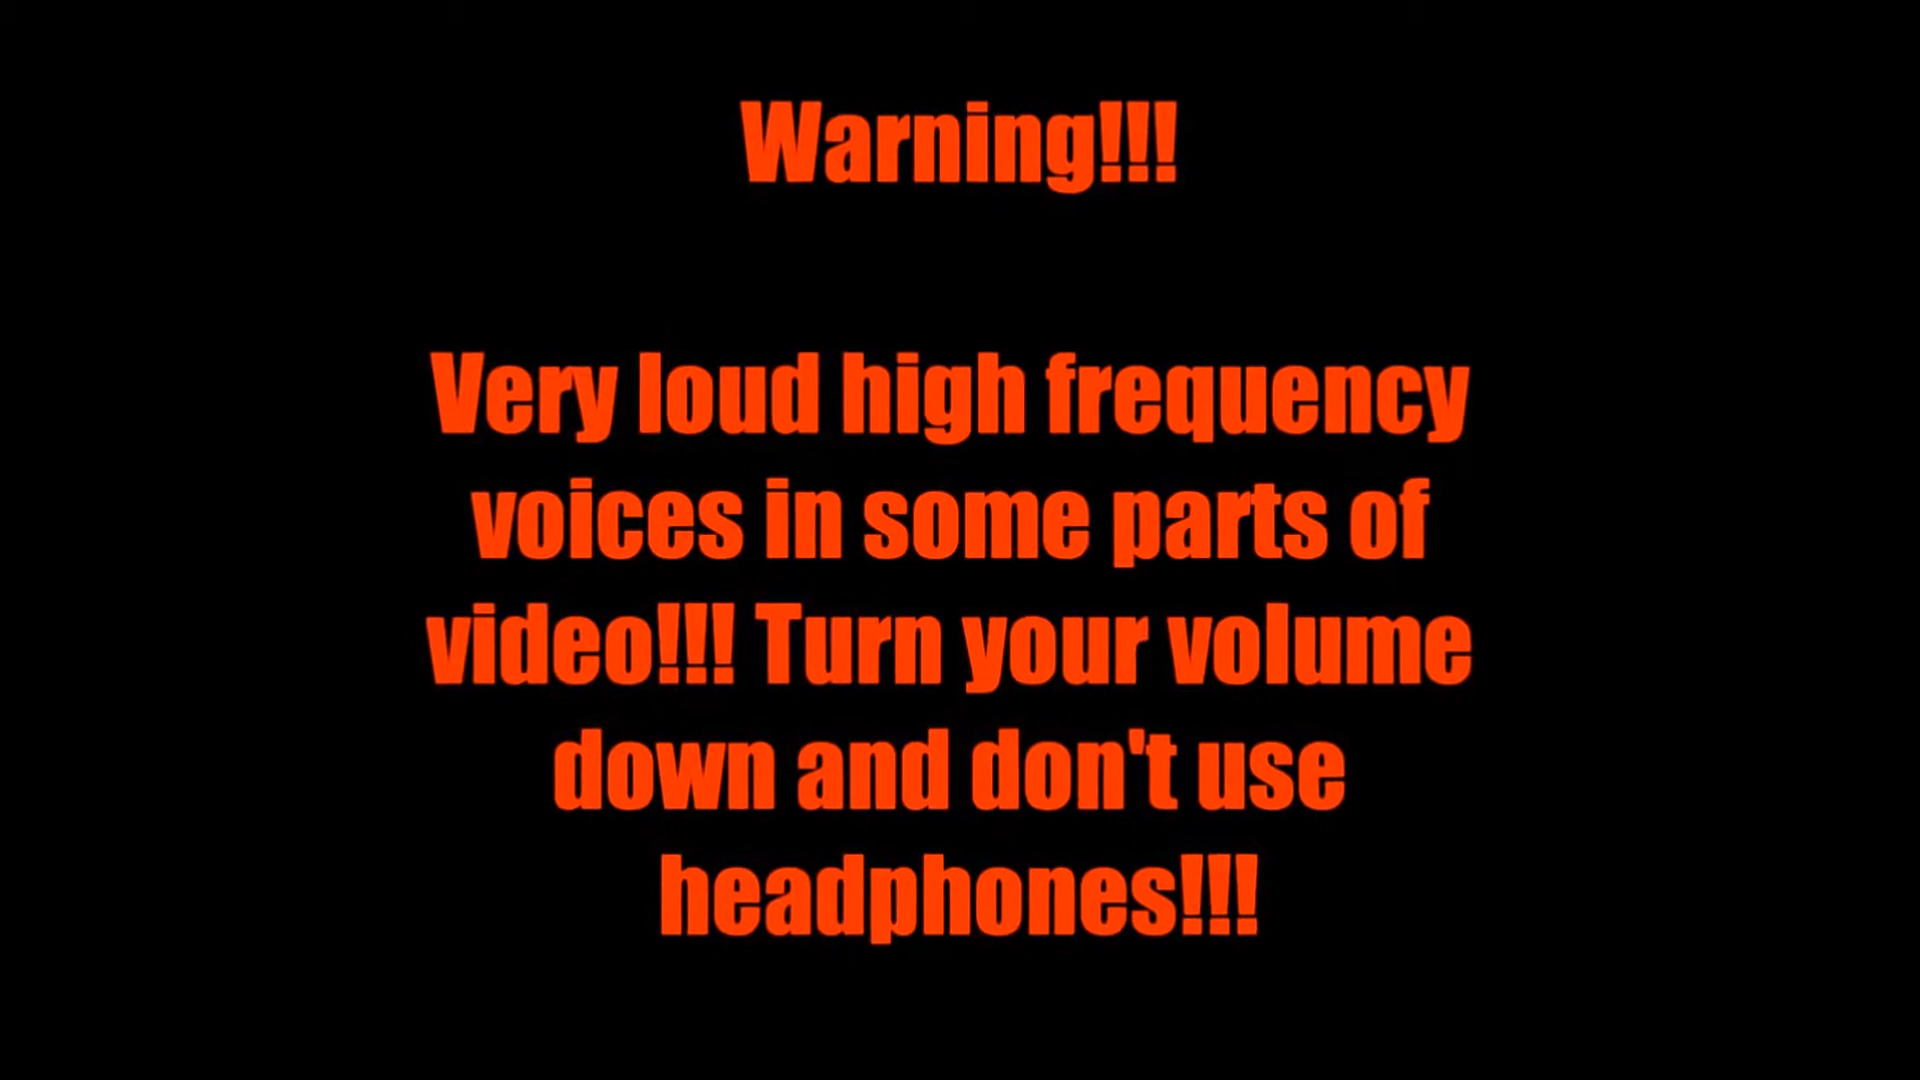 Warning!!!
Very loud high frequency
voices in some parts of
video!!! Turn your volume
down and don't use
headphones!!!